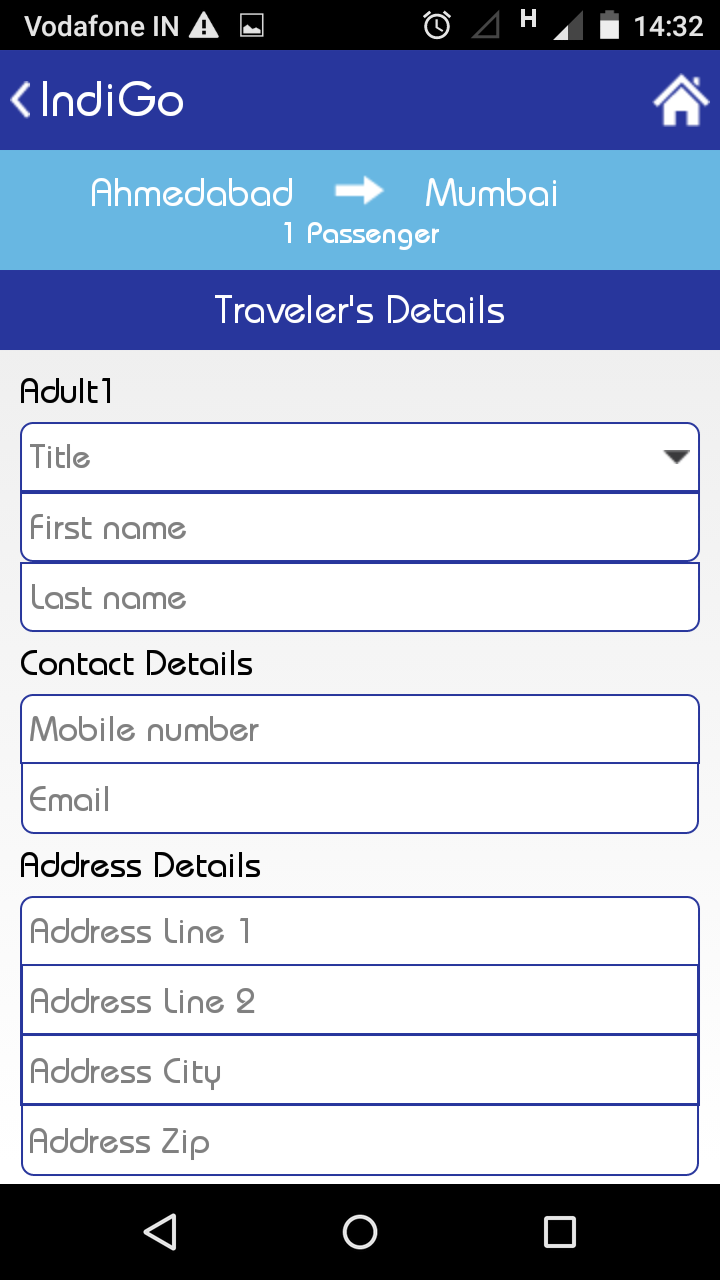 Vodafone IN H 14:32
IndiGo
Ahmedabad Mumbai
1 Passenger
Traveler's Details
Adult1
Title
First name
Last name
Contact Details
Mobile number
Email
Address Details
Address Line 1
Address Line 2
Address City
Address Zip